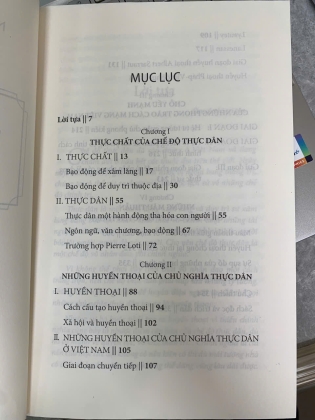 MỤC LỤC
Lời tựa || 7
Chương I
THỰC CHẤT CỦA CHẾ ĐỘ THỰC DÂN
I. THỰC CHẤT || 13
Bạo động để xâm lăng || 17
Bạo động để duy trì thuộc địa || 30
II. THỰC DÂN || 55
Thực dân một hành động tha hóa con người || 55
Ngôn ngữ, văn chương, bạo động || 67
Trường hợp Pierre Loti || 72
Chương II
NHỮNG HUYỀN THOẠI CỦA CHỦ NGHĨA THỰC DÂN
I. HUYỀN THOẠI || 88
Cách cấu tạo huyền thoại || 94
Xã hội và huyền thoại || 102
II. NHỮNG HUYỀN THOẠI CỦA CHỦ NGHĨA THỰC DÂN
Ở VIỆT NAM || 105
Giai đoạn chuyển tiếp || 107